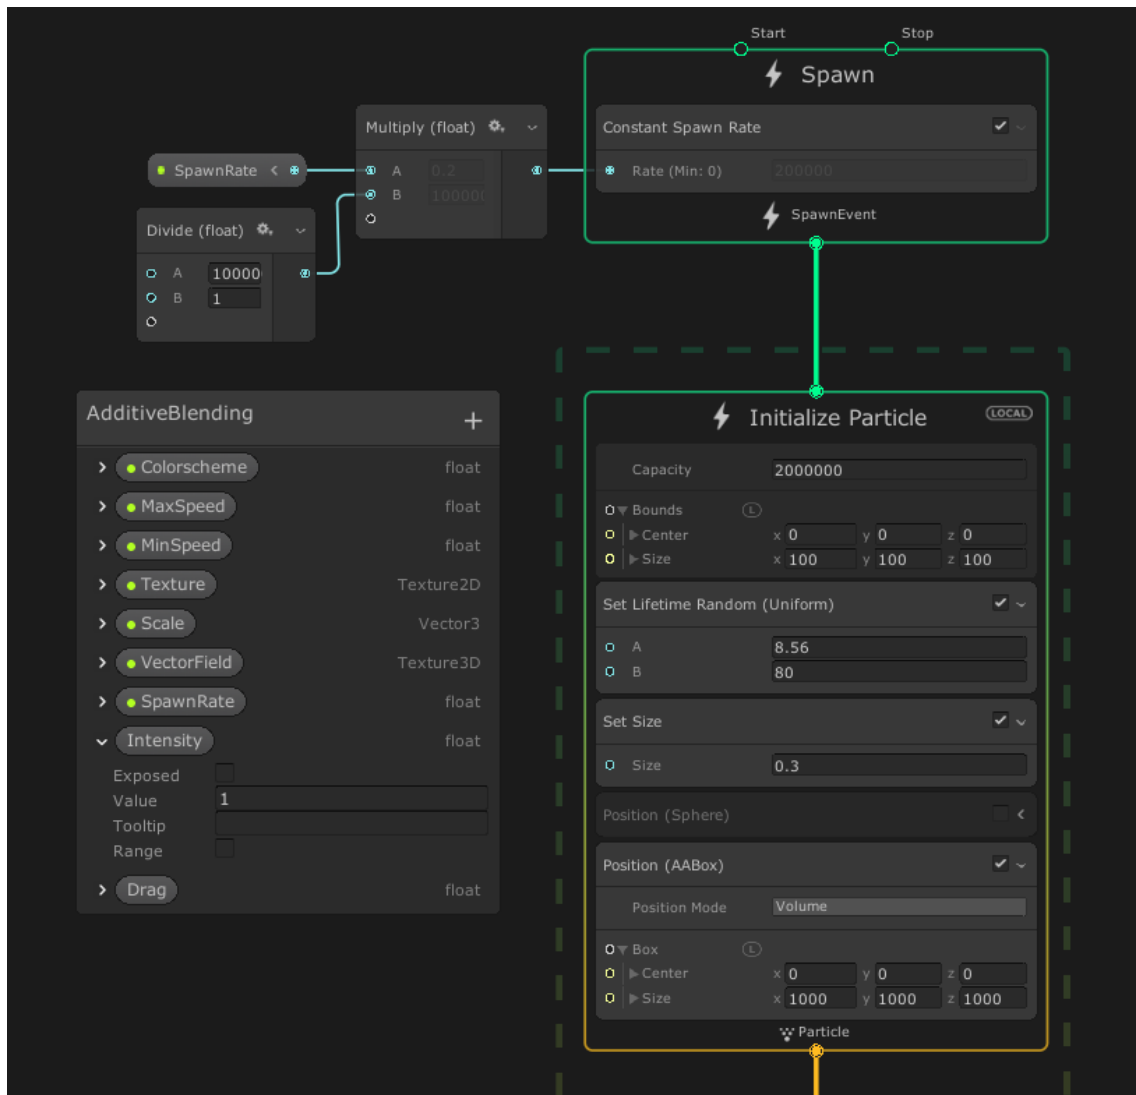 Start Stop
Spawn
Constant Spawn Rate
Rate (Min: 0) 200000
SpawnEvent
Multiply (float)
A 0.2
B 100000
SpawnRate
Divide (float)
A 10000
B 1
AdditiveBlending +
Colorscheme float
MaxSpeed float
MinSpeed float
Texture Texture2D
Scale Vector3
VectorField Texture3D
SpawnRate float
Intensity float
Exposed
Value 1
Tooltip
Range
Drag float
Initialize Particle LOCAL
Capacity 2000000
Bounds L
Center x 0 y 0 z 0
Size x 100 y 100 z 100
Set Lifetime Random (Uniform)
A 8.56
B 80
Set Size
Size 0.3
Position (Sphere)
Position (AABox)
Position Mode Volume
Box L
Center x 0 y 0 z 0
Size x 1000 y 1000 z 1000
Particle